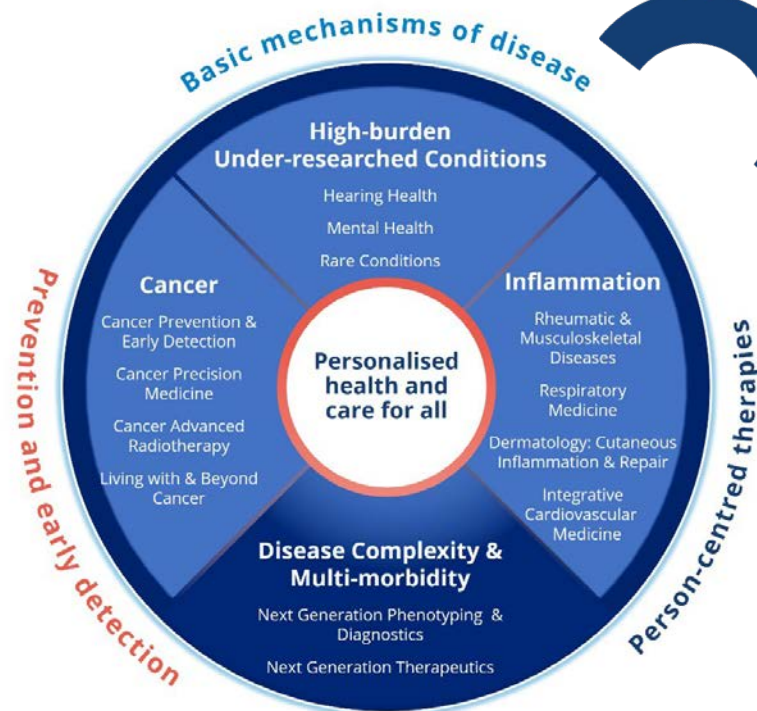 Basic mechanisms of disease
High-burden
Under-researched Conditions
Hearing Health
Mental Health
Rare Conditions
Cancer
Cancer Prevention &
Early Detection
Cancer Precision
Medicine
Cancer Advanced
Radiotherapy
Living with & Beyond
Cancer
Personalised
health and
care for all
Inflammation
Rheumatic &
Musculoskeletal
Diseases
Respiratory
Medicine
Dermatology: Cutaneous
Inflammation & Repair
Integrative
Cardiovascular
Medicine
Disease Complexity &
Multi-morbidity
Next Generation Phenotyping &
Diagnostics
Next Generation Therapeutics
Prevention and early detection
Person-centred therapies